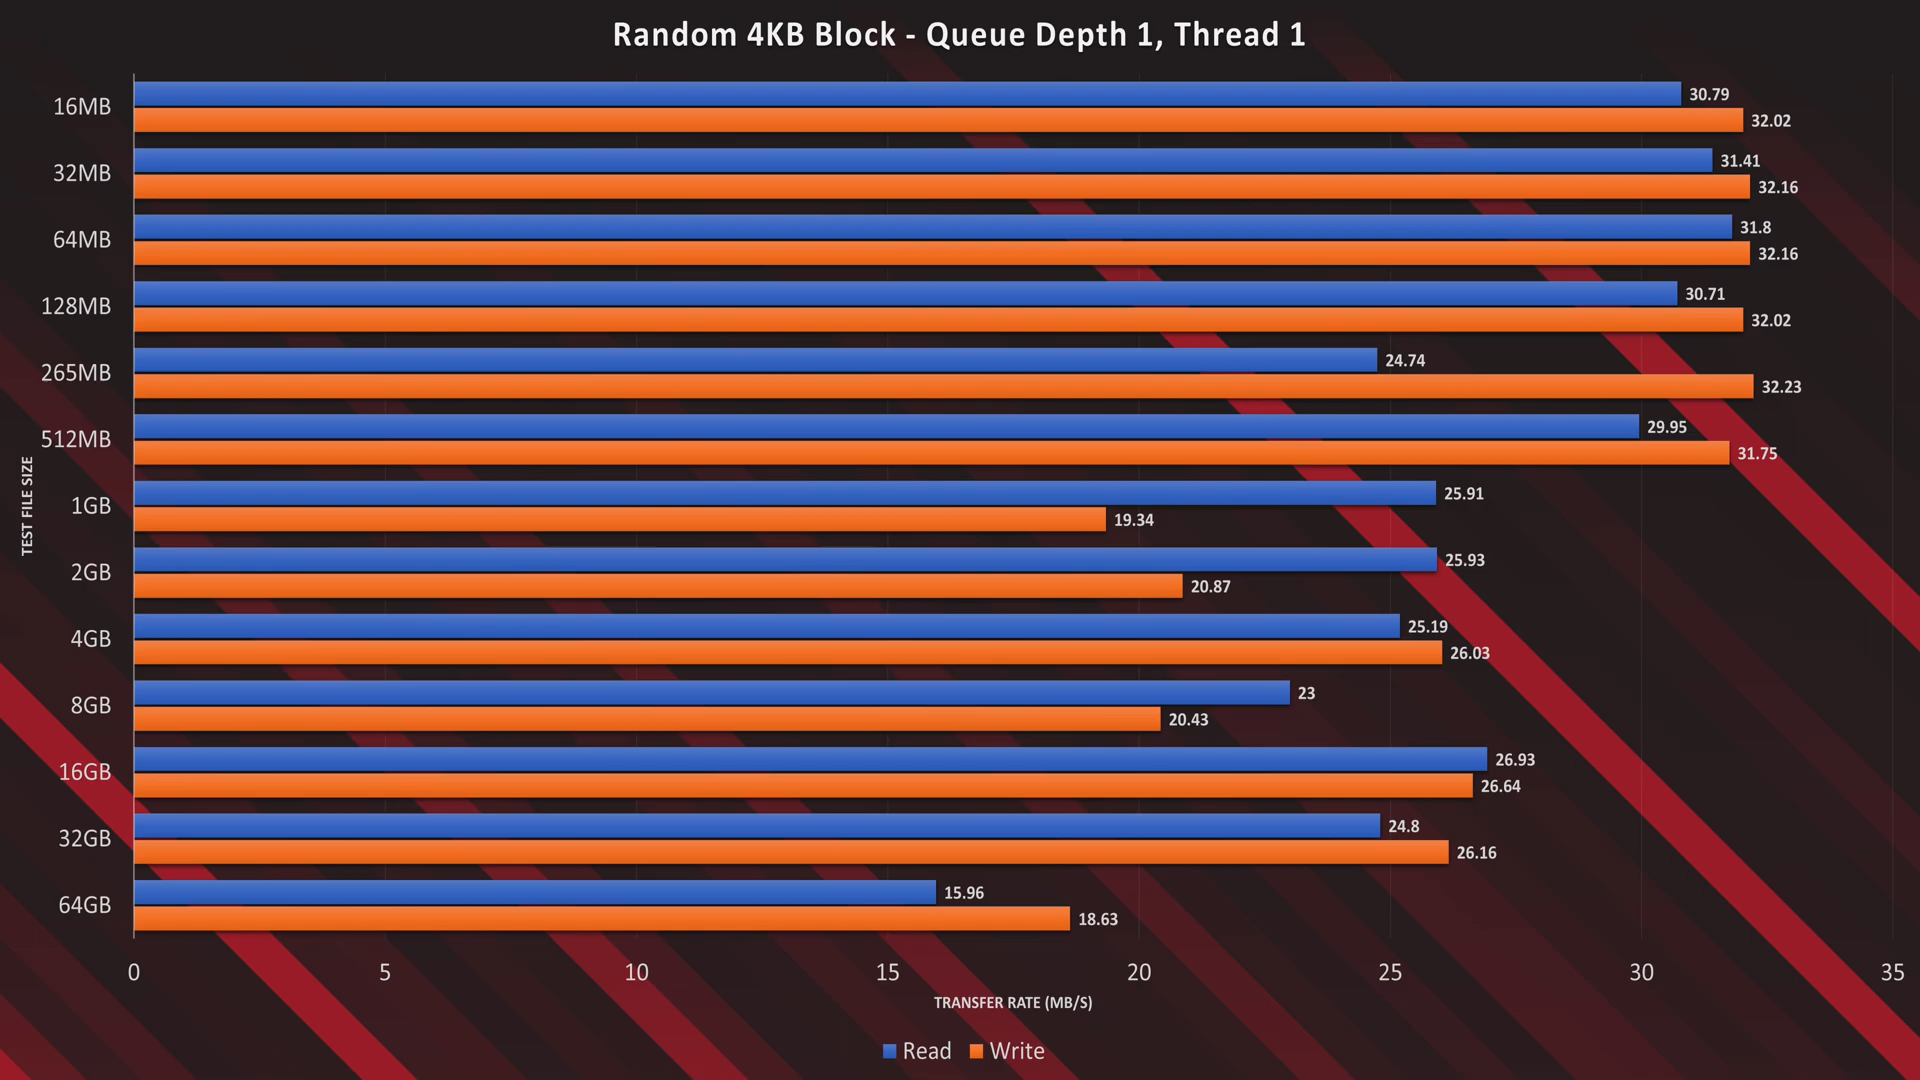 Random 4KB Block - Queue Depth 1, Thread 1
16MB
30.79
32.02
32MB
31.41
32.16
64MB
31.8
32.16
128MB
30.71
32.02
265MB
24.74
32.23
512MB
29.95
31.75
1GB
25.91
19.34
2GB
25.93
20.87
4GB
25.19
26.03
8GB
23
20.43
16GB
26.93
26.64
32GB
24.8
26.16
64GB
15.96
18.63
TEST FILE SIZE
0 5 10 15 20 25 30 35
TRANSFER RATE (MB/S)
Read Write